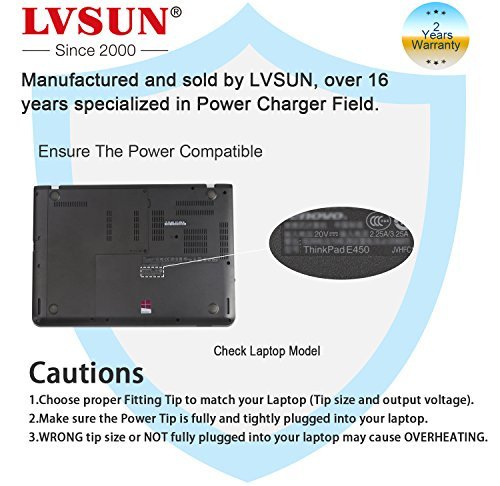 LVSUN®
Since 2000
2
Years
Warranty
Manufactured and sold by LVSUN, over 16
years specialized in Power Charger Field.
Ensure The Power Compatible
20V
2.25A/3.25A
ThinkPad E450
JVHFC
Check Laptop Model
Cautions
1.Choose proper Fitting Tip to match your Laptop (Tip size and output voltage).
2.Make sure the Power Tip is fully and tightly plugged into your laptop.
3.WRONG tip size or NOT fully plugged into your laptop may cause OVERHEATING.